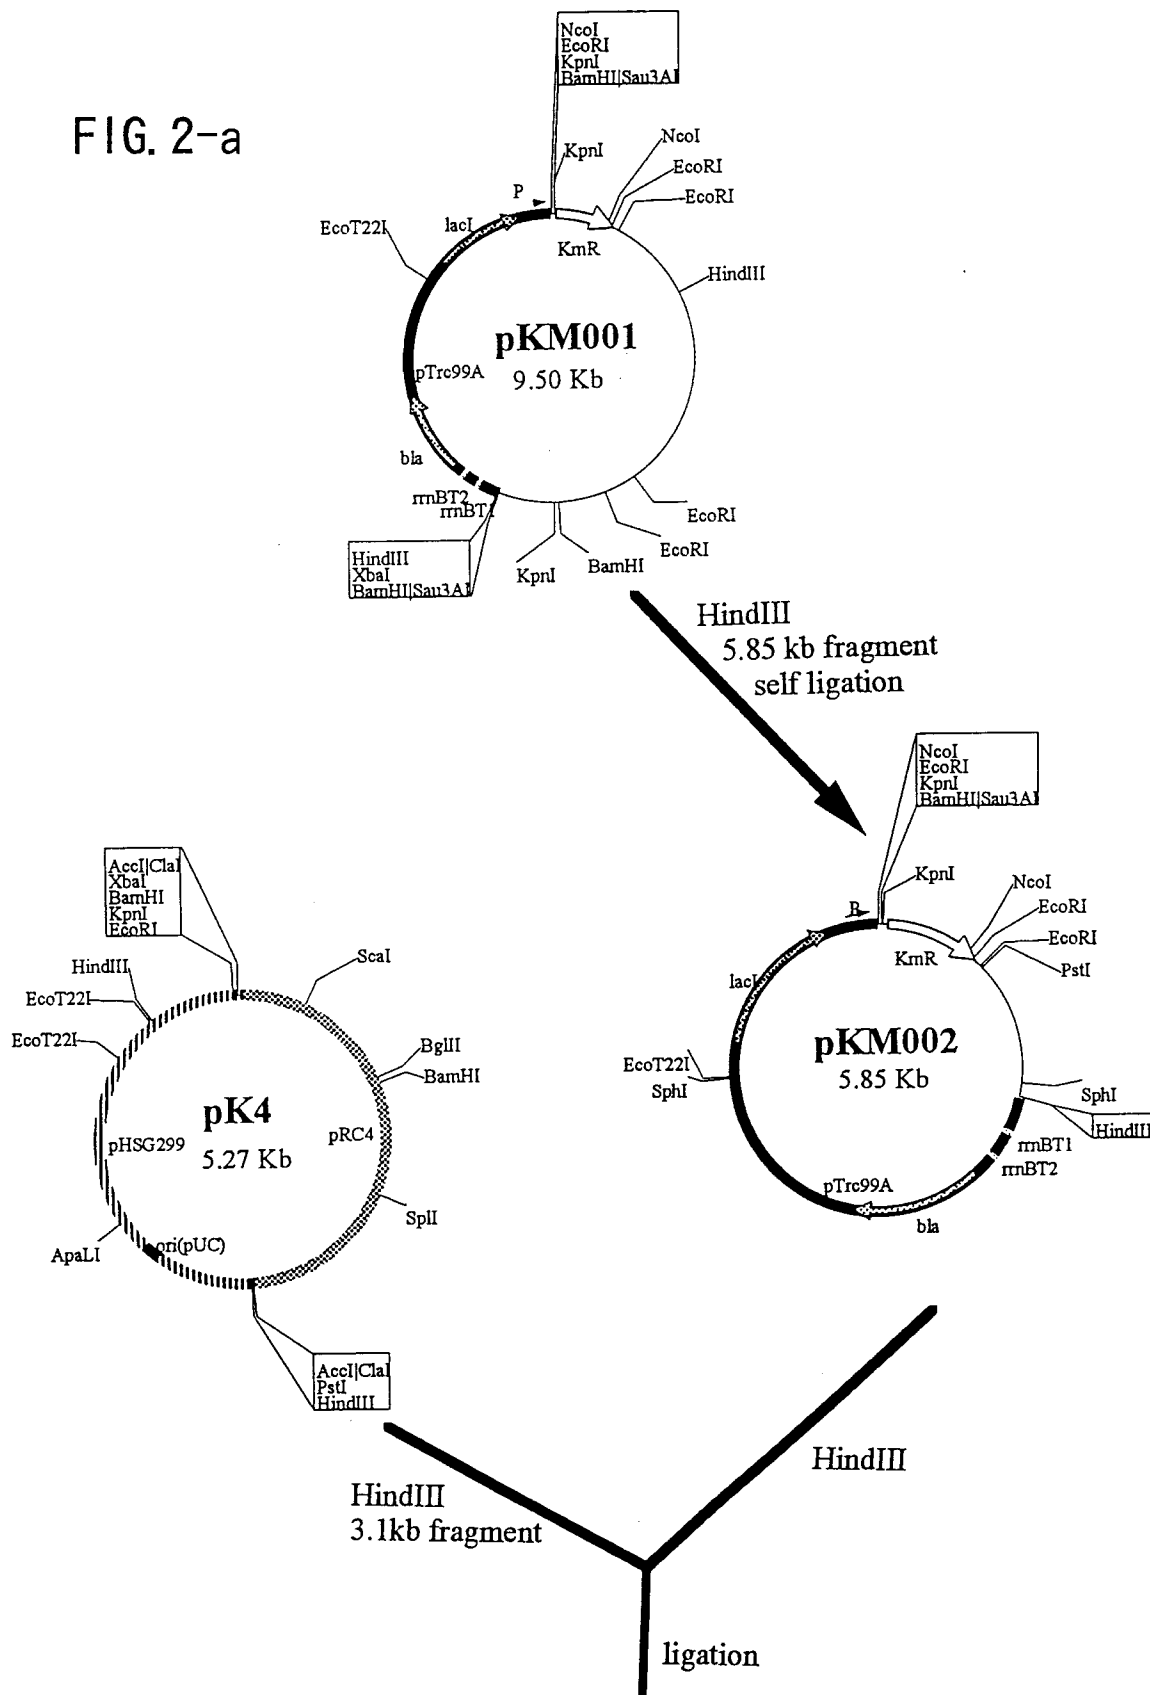 FIG. 2-a
NcoI
EcoRI
KpnI
BamHI|Sau3AI
KpnI
NcoI
EcoRI
EcoRI
P
lacI
EcoT22I
KmR
HindIII
pKM001
9.50 Kb
pTrc99A
bla
rrnBT2
rrnBT1
EcoRI
EcoRI
BamHI
KpnI
HindIII
XbaI
BamHI|Sau3AI
HindIII
5.85 kb fragment
self ligation
NcoI
EcoRI
KpnI
BamHI|Sau3AI
KpnI
NcoI
EcoRI
EcoRI
PstI
KmR
lacI
pKM002
5.85 Kb
EcoT22I
SphI
SphI
HindIII
rrnBT1
rrnBT2
pTrc99A
bla
AccI|ClaI
XbaI
BamHI
KpnI
EcoRI
HindIII
EcoT22I
EcoT22I
ScaI
BglII
BamHI
pK4
5.27 Kb
pHSG299
pRC4
SplI
ApaLI
ori(pUC)
AccI|ClaI
PstI
HindIII
HindIII
3.1kb fragment
HindIII
ligation